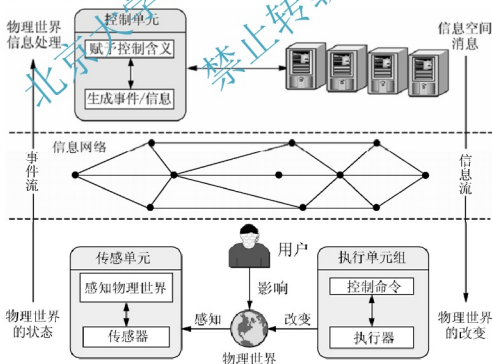 控制单元
物理世界
信息处理
赋予控制含义
生成事件/信息
信息空间
消息
北京大学
禁止转
信息网络
事件流
信息流
用户
影响
传感单元
感知物理世界
传感器
感知
改变
物理世界
执行单元组
控制命令
执行器
物理世界
的状态
物理世界
的改变